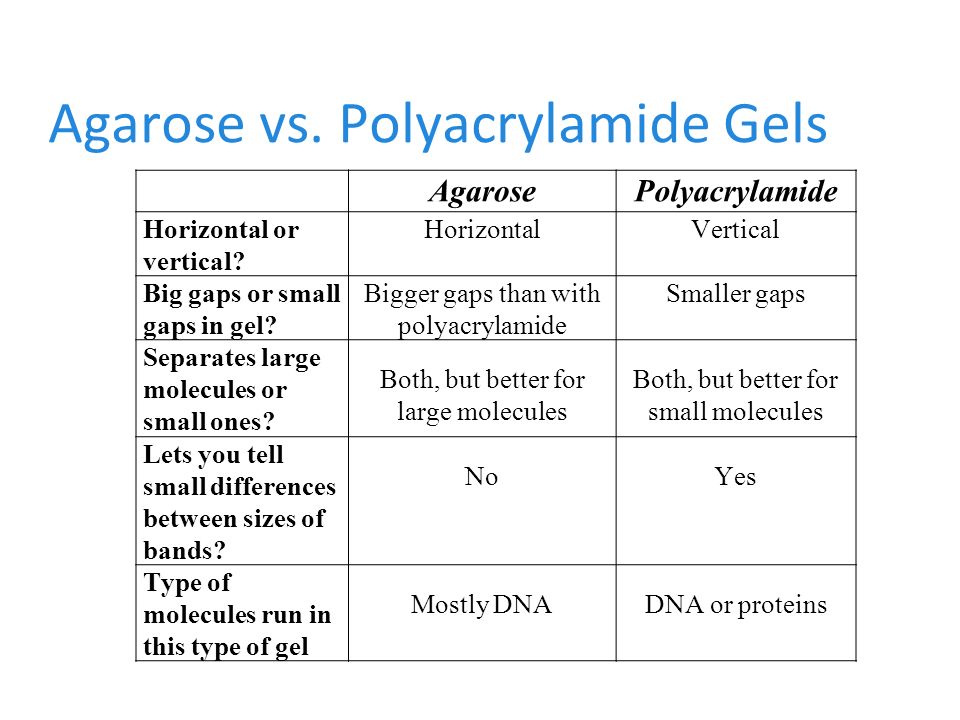 Agarose vs. Polyacrylamide Gels
Agarose Polyacrylamide
Horizontal or
vertical?
Horizontal
Vertical
Big gaps or small
gaps in gel?
Bigger gaps than with
polyacrylamide
Smaller gaps
Separates large
molecules or
small ones?
Both, but better for
large molecules
Both, but better for
small molecules
Lets you tell
small differences
between sizes of
bands?
No
Yes
Type of
molecules run in
this type of gel
Mostly DNA
DNA or proteins